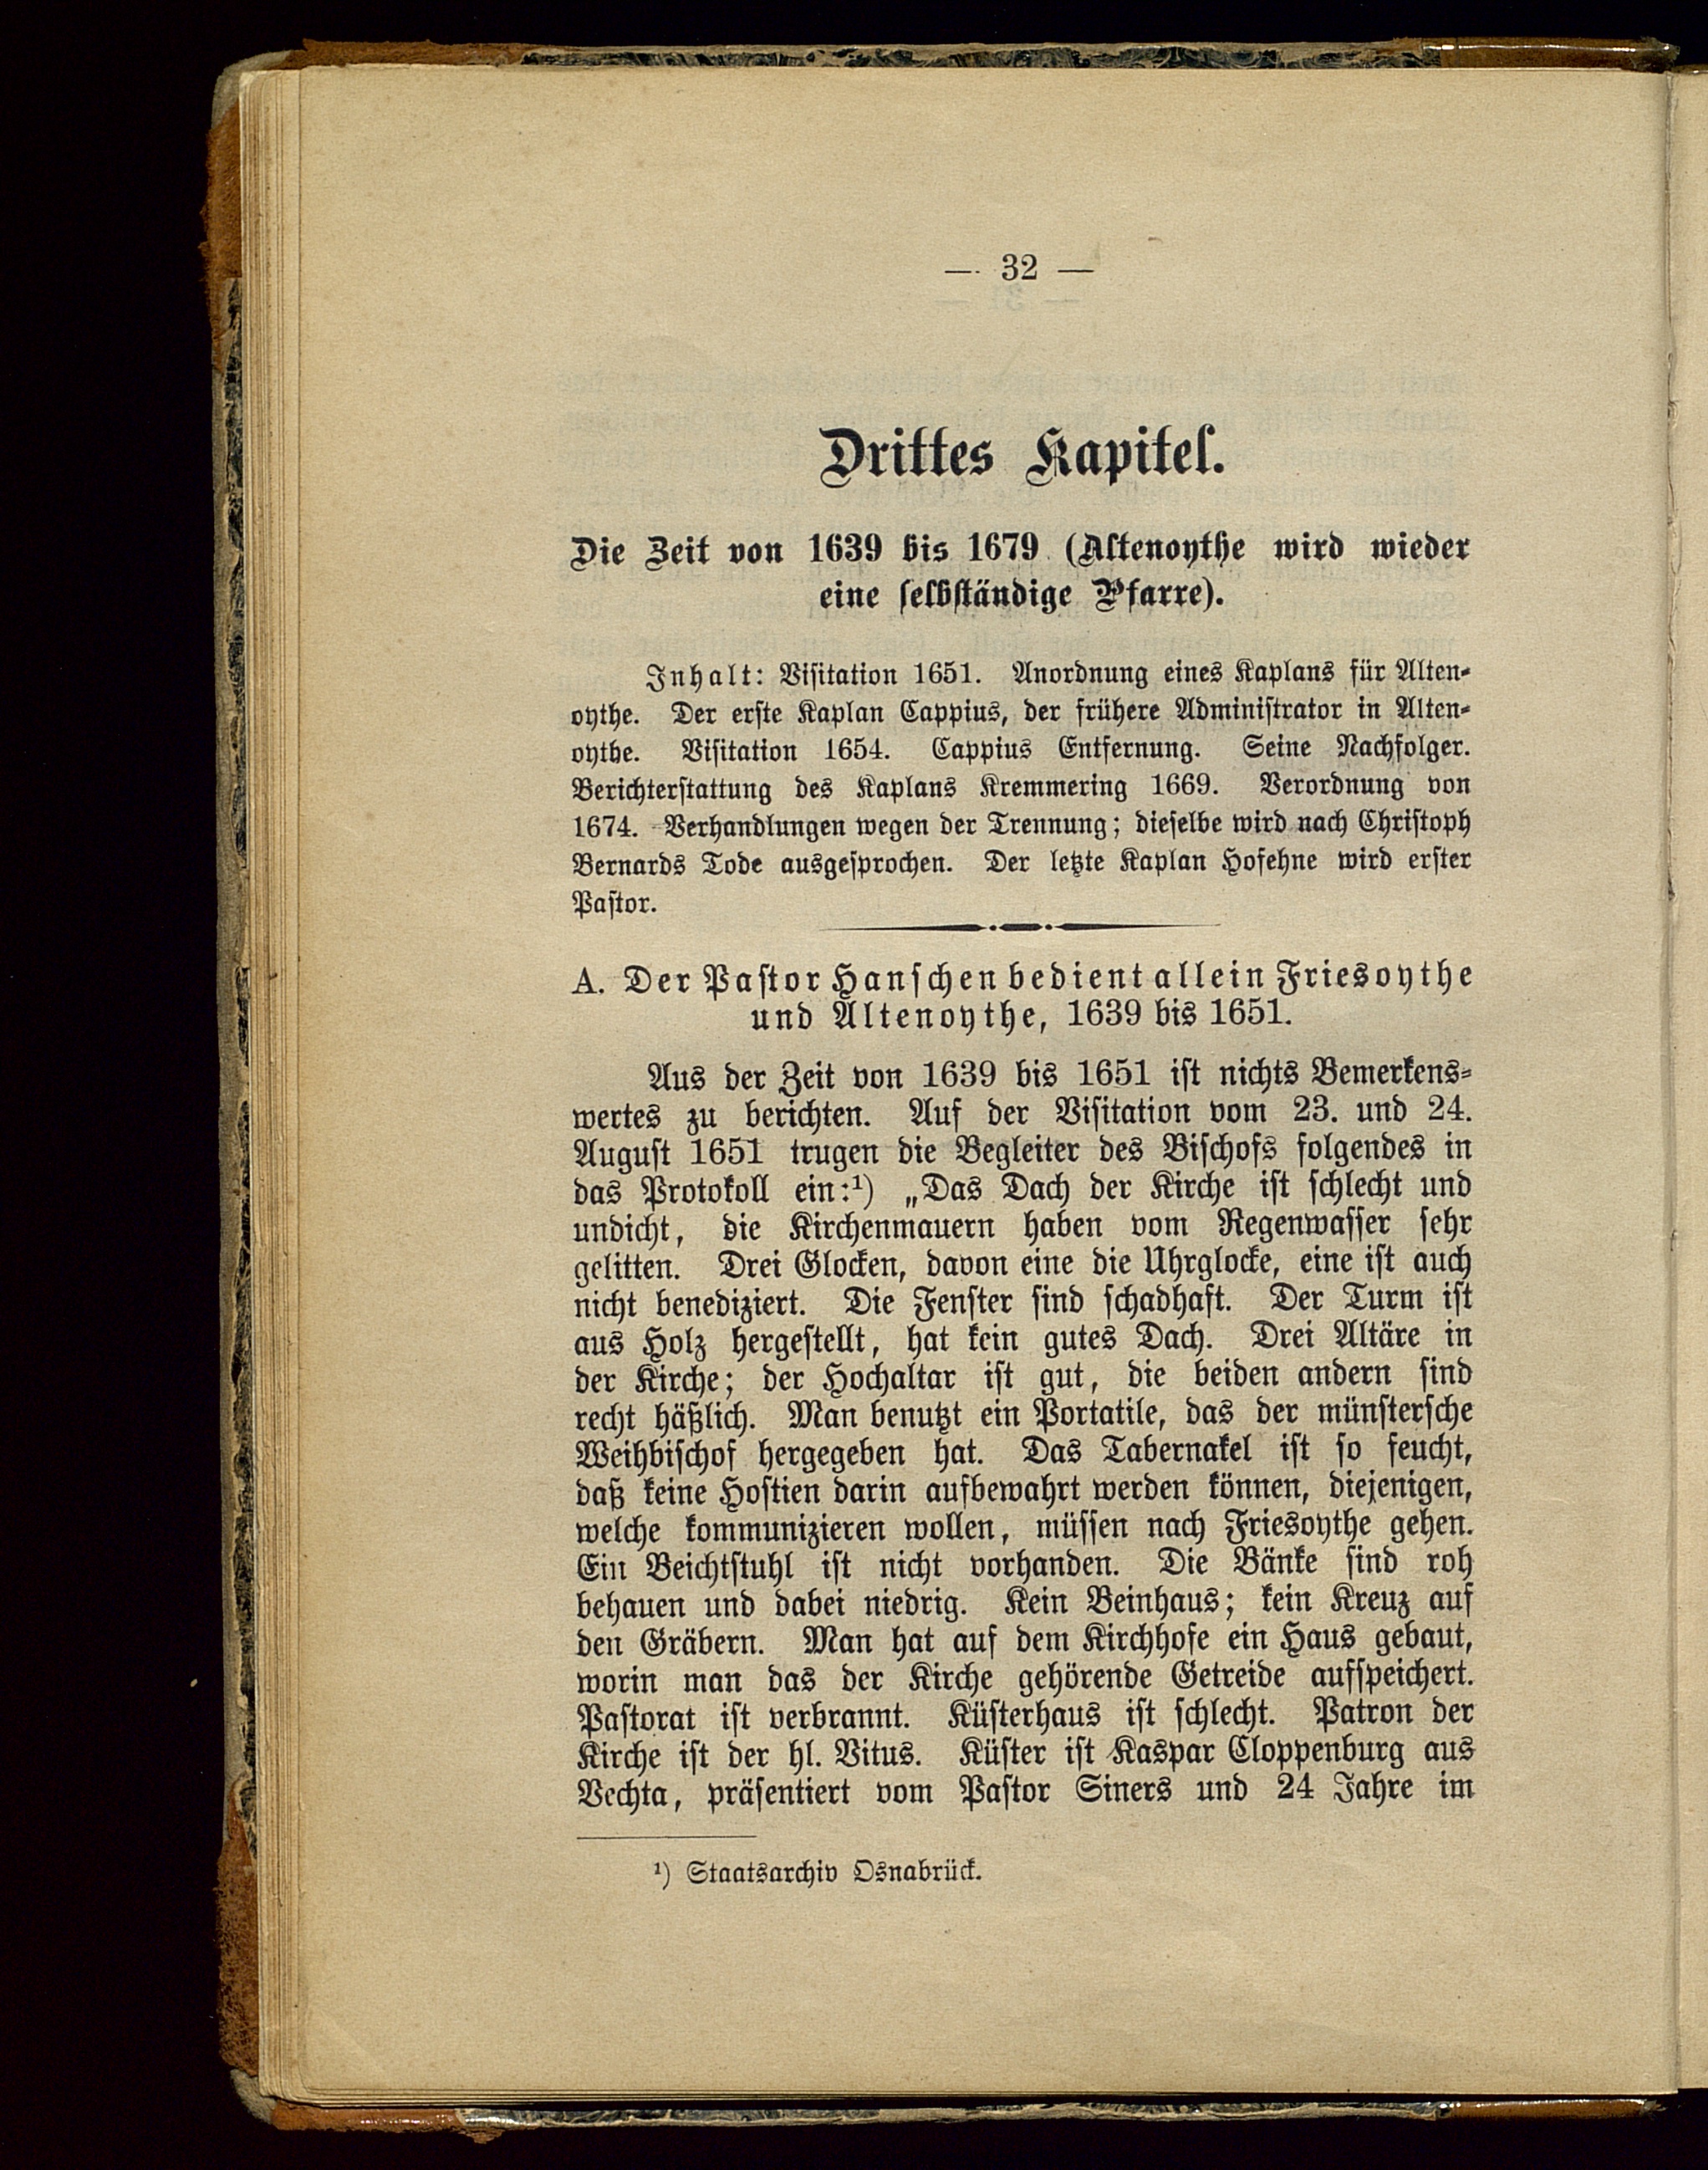 — 32 —
Drittes Kapitel.
Die Zeit von 1639 bis 1679 (Altenoythe wird wieder
eine selbständige Pfarre).
Inhalt: Visitation 1651. Anordnung eines Kaplans für Alten-
oythe. Der erste Kaplan Cappius, der frühere Administrator in Alten-
oythe. Visitation 1654. Cappius Entfernung. Seine Nachfolger.
Berichterstattung des Kaplans Kremmering 1669. Verordnung von
1674. Verhandlungen wegen der Trennung; dieselbe wird nach Christoph
Bernards Tode ausgesprochen. Der letzte Kaplan Hofehne wird erster
Pastor.
A. Der Pastor Hanschen bedient allein Friesoythe
und Altenoythe, 1639 bis 1651.
Aus der Zeit von 1639 bis 1651 ist nichts Bemerkens-
wertes zu berichten. Auf der Visitation vom 23. und 24.
August 1651 trugen die Begleiter des Bischofs folgendes in
das Protokoll ein:¹) „Das Dach der Kirche ist schlecht und
undicht, die Kirchenmauern haben vom Regenwasser sehr
gelitten. Drei Glocken, davon eine die Uhrglocke, eine ist auch
nicht benediziert. Die Fenster sind schadhaft. Der Turm ist
aus Holz hergestellt, hat kein gutes Dach. Drei Altäre in
der Kirche; der Hochaltar ist gut, die beiden andern sind
recht häßlich. Man benutzt ein Portatile, das der münstersche
Weihbischof hergegeben hat. Das Tabernakel ist so feucht,
daß keine Hostien darin aufbewahrt werden können, diejenigen,
welche kommunizieren wollen, müssen nach Friesoythe gehen.
Ein Beichtstuhl ist nicht vorhanden. Die Bänke sind roh
behauen und dabei niedrig. Kein Beinhaus; kein Kreuz auf
den Gräbern. Man hat auf dem Kirchhofe ein Haus gebaut,
worin man das der Kirche gehörende Getreide aufspeichert.
Pastorat ist verbrannt. Küsterhaus ist schlecht. Patron der
Kirche ist der hl. Vitus. Küster ist Kaspar Cloppenburg aus
Vechta, präsentiert vom Pastor Siners und 24 Jahre im
¹) Staatsarchiv Osnabrück.